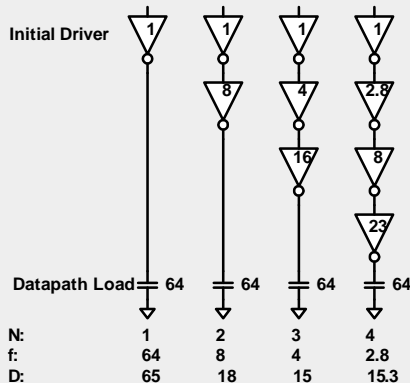 Initial Driver 1 1 1 1
8 4 2.8
16 8
23
Datapath Load 64 64 64 64
N: 1 2 3 4
f: 64 8 4 2.8
D: 65 18 15 15.3